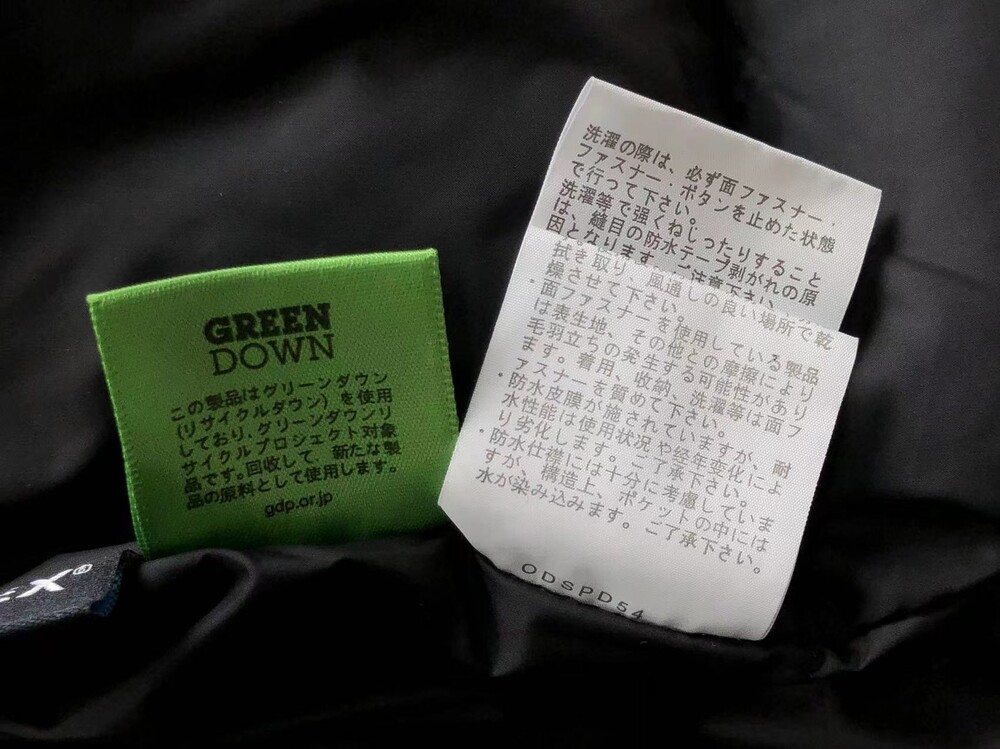 GREEN
DOWN
この製品はグリーンダウン
(リサイクルダウン) を使用
しており、グリーンダウンリ
サイクルプロジェクト対象
品です。回収して、新たな製
品の原料として使用します。
gdp.or.jp
X®
洗濯の際は、必ず面ファスナー・
ファスナー・ボタンを止めた状態
で行って下さい。
洗濯等で強くねじったりすること
は、縫目の防水テープ剥がれの原
因となります。ご注意下さい。
拭き取り、風通しの良い場所で乾
燥させて下さい。
・面ファスナーを使用している製品
は表生地、その他との摩擦により
毛羽立ちの発生する可能性があり
ます。着用、収納、洗濯等は面フ
ァスナーを質めて下さい。
・防水皮膜が施されていますが、耐
水性能は使用状況や経年変化によ
り劣化します。ご了承下さい。
・防水仕様には十分に考慮していま
すが、構造上、ポケットの中には
水が染み込みます。ご了承下さい。
ODSPD54